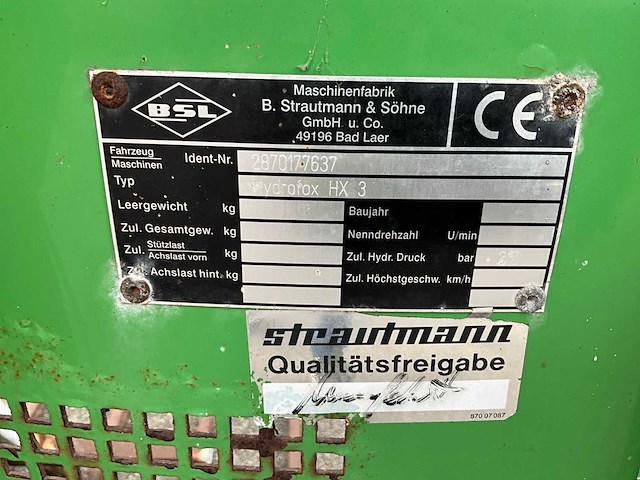 BSL
Maschinenfabrik
B. Strautmann & Söhne
GmbH u. Co.
49196 Bad Laer
CE
Fahrzeug
Maschinen
Ident-Nr. 2870177637
Typ Hydrofox HX 3
Leergewicht kg
Zul. Gesamtgew. kg
Zul. Stützlast
Achslast vorn kg
Zul. Achslast hint. kg
Baujahr
Nenndrehzahl U/min
Zul. Hydr. Druck bar
Zul. Höchstgeschw. km/h
strautmann
Qualitätsfreigabe
870 07 087